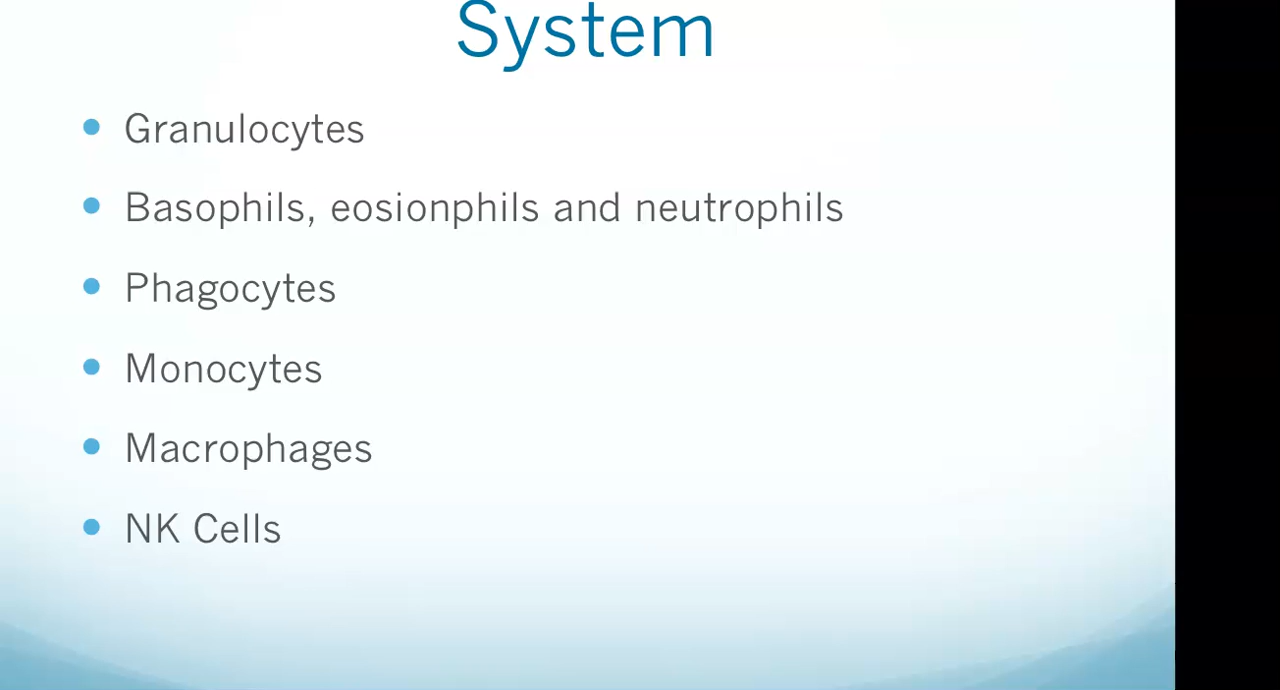 System
Granulocytes
Basophils, eosionphils and neutrophils
Phagocytes
Monocytes
Macrophages
NK Cells